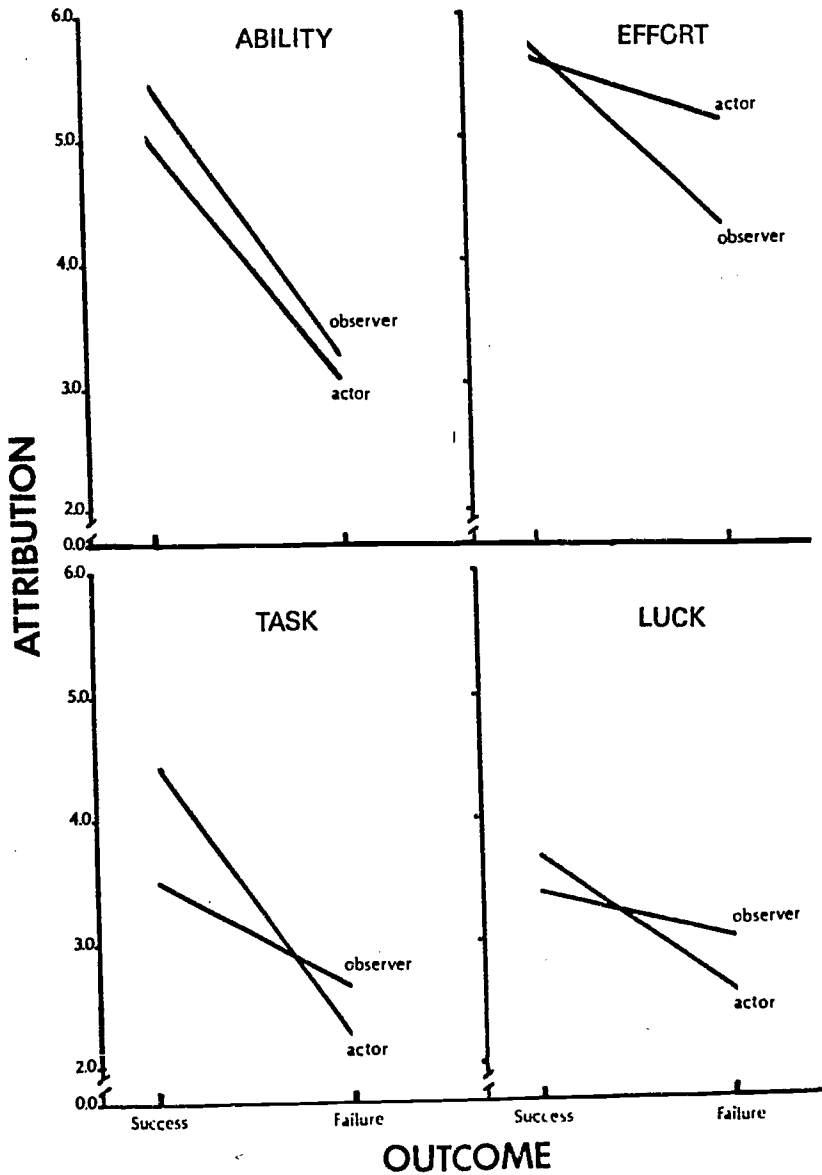 ATTRIBUTION
6.0
5.0
4.0
3.0
2.0
0.0
ABILITY
observer
actor
EFFORT
actor
observer
6.0
5.0
4.0
3.0
2.0
0.0
TASK
observer
actor
LUCK
observer
actor
Success
Failure
Success
Failure
OUTCOME